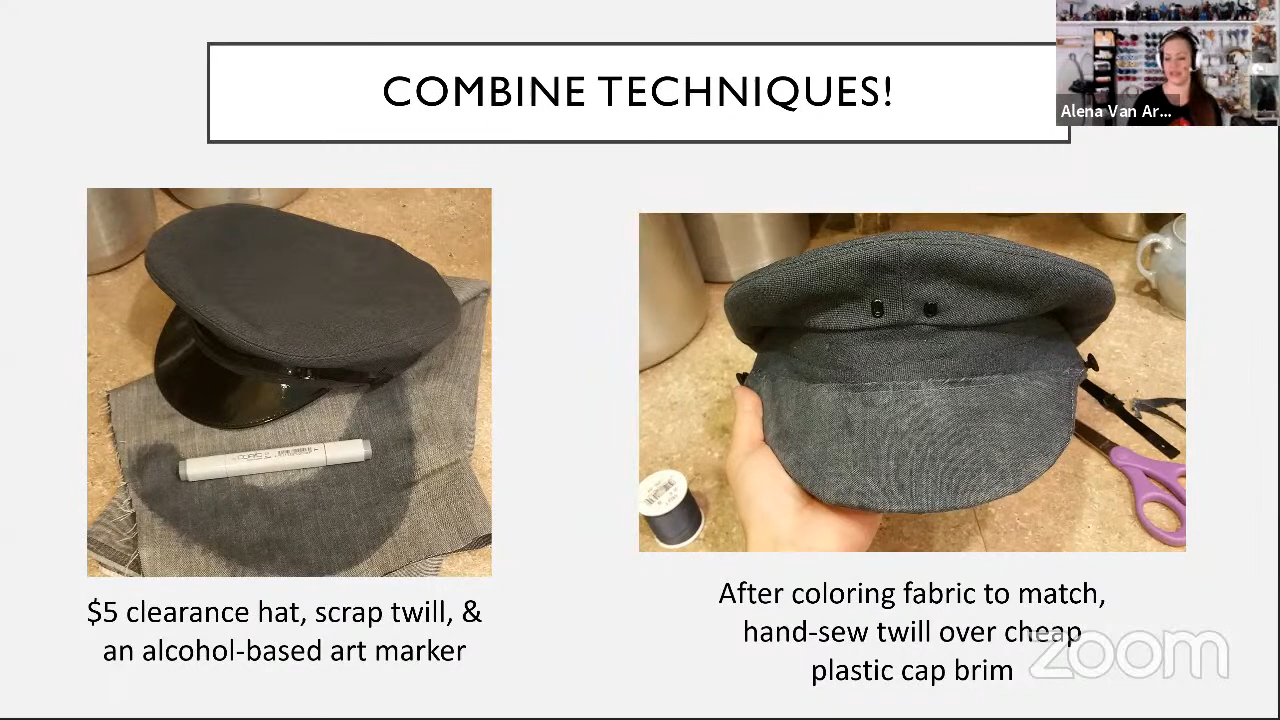 COMBINE TECHNIQUES!
Alena Van Ar...
$5 clearance hat, scrap twill, &
an alcohol-based art marker
After coloring fabric to match,
hand-sew twill over cheap
plastic cap brim
zoom